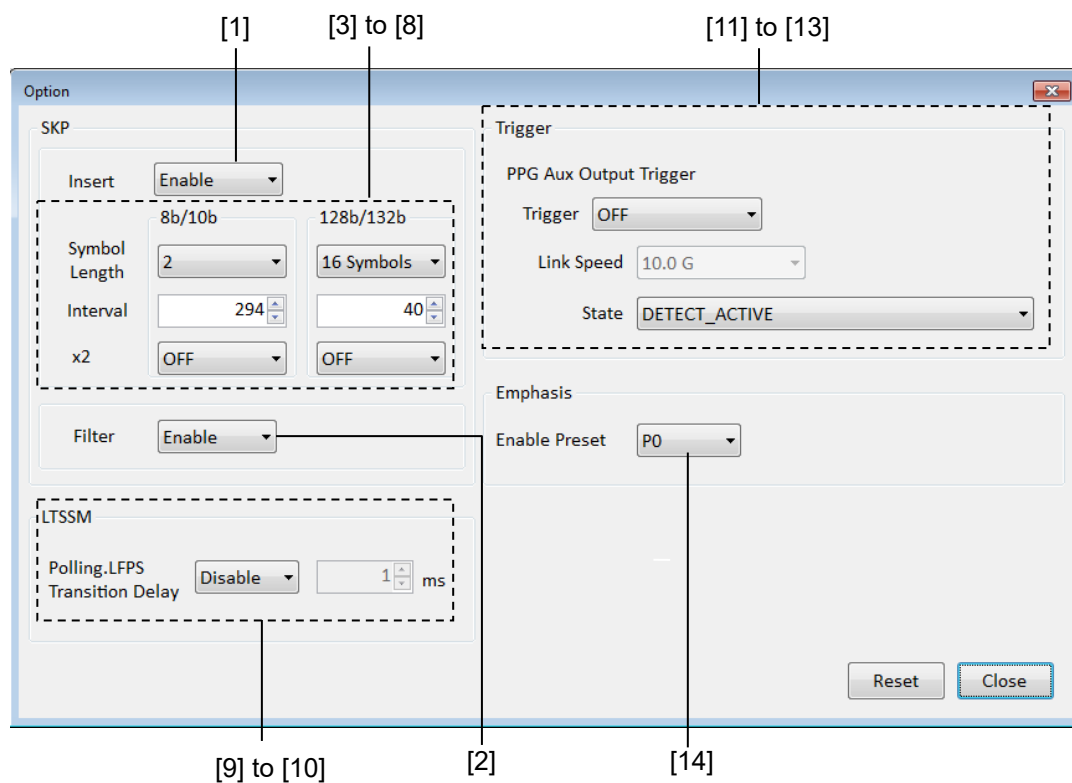 [1] [3] to [8] [11] to [13]
Option
SKP
Insert Enable
8b/10b 128b/132b
Symbol Length 2 16 Symbols
Interval 294 40
x2 OFF OFF
Filter Enable
LTSSM
Polling.LFPS
Transition Delay Disable 1 ms
Trigger
PPG Aux Output Trigger
Trigger OFF
Link Speed 10.0 G
State DETECT_ACTIVE
Emphasis
Enable Preset P0
Reset Close
[9] to [10] [2] [14]